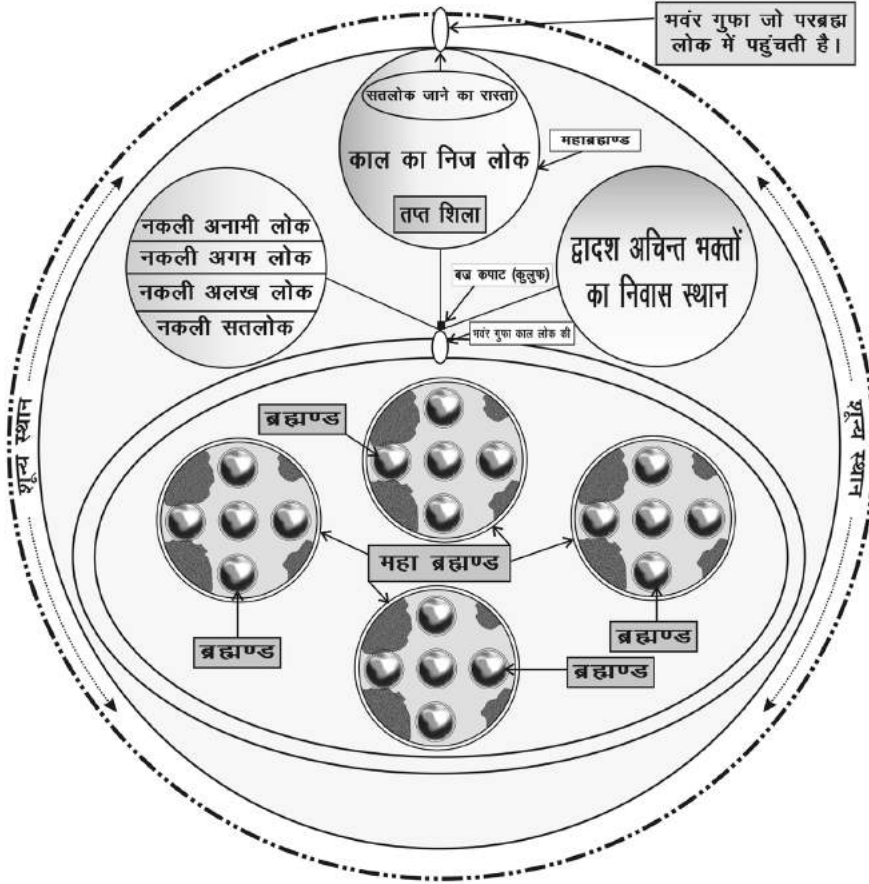 भवंर गुफा जो परब्रह्म
लोक में पहुंचती है।
सतलोक जाने का रास्ता
काल का निज लोक
महाब्रह्मण्ड
तप्त शिला
नकली अनामी लोक
नकली अगम लोक
नकली अलख लोक
नकली सतलोक
द्वादश अचिन्त भक्तों
का निवास स्थान
बज्र कपाट (कुलुफ)
भवंर गुफा काल लोक की
शून्य स्थान
शून्य स्थान
ब्रह्मण्ड
महा ब्रह्मण्ड
ब्रह्मण्ड
ब्रह्मण्ड
ब्रह्मण्ड